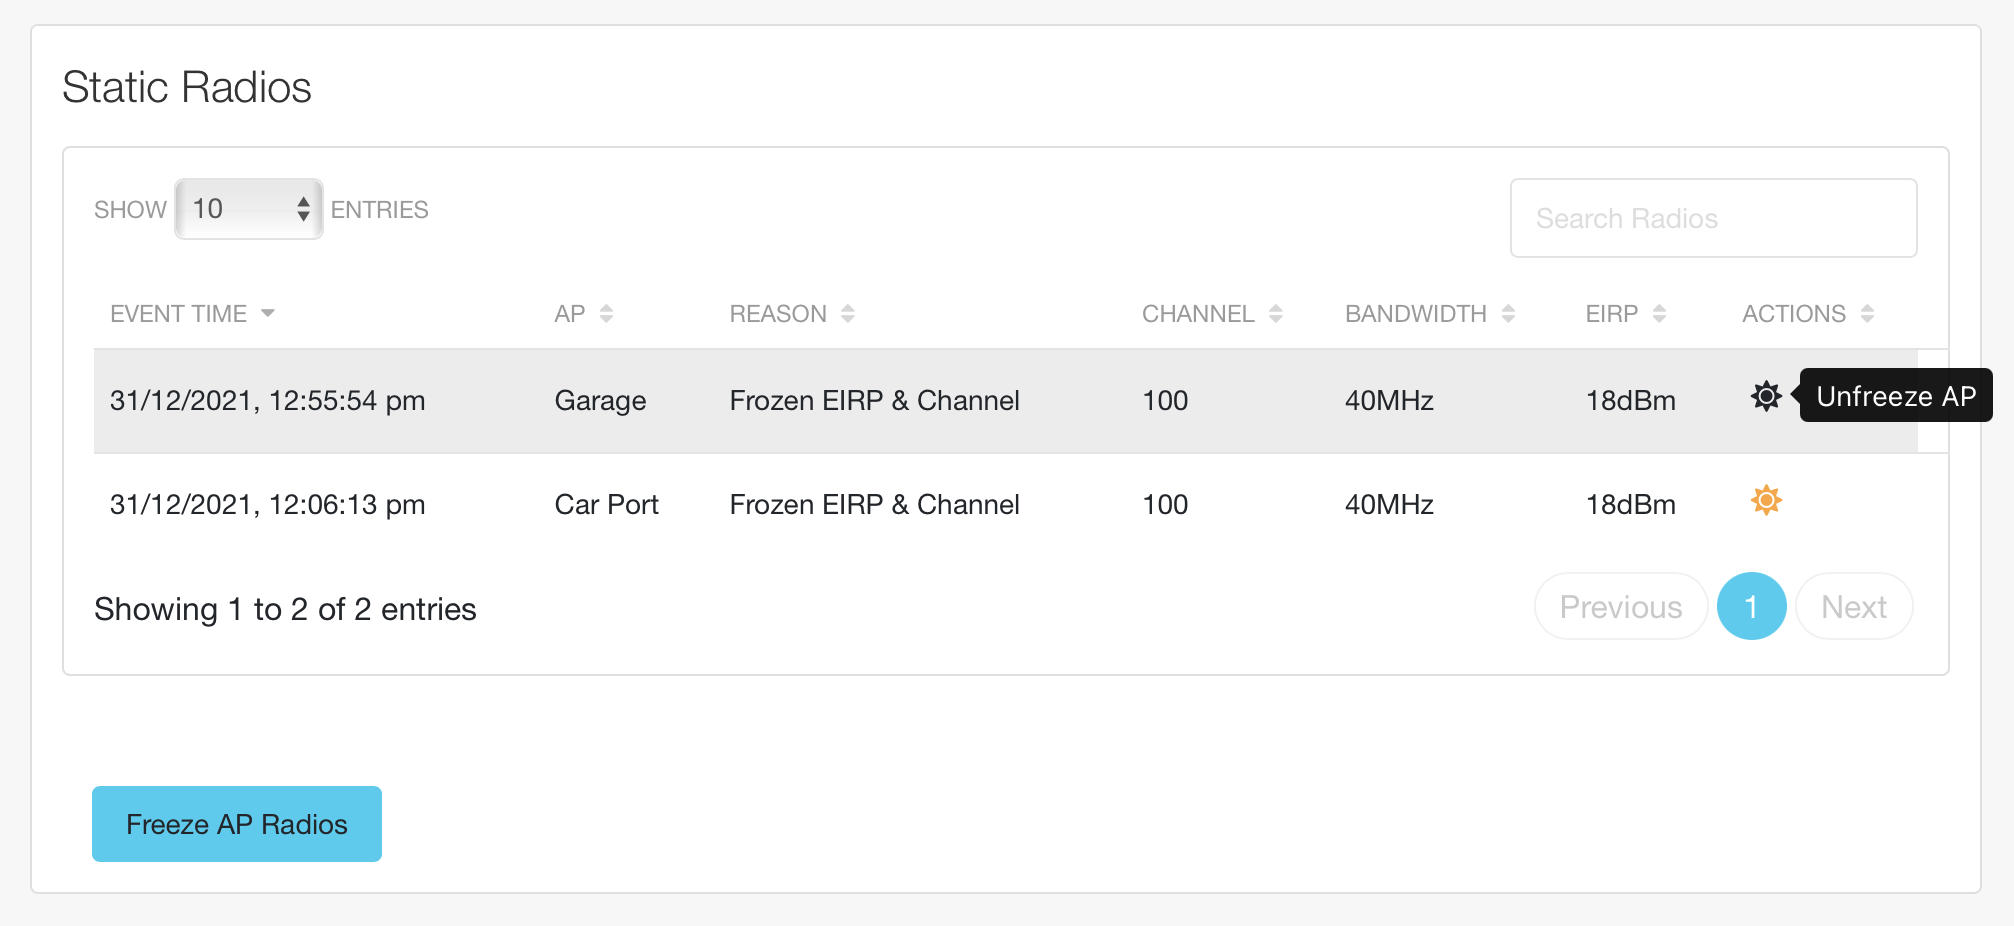 Static Radios
SHOW 10 ENTRIES
Search Radios
EVENT TIME AP REASON CHANNEL BANDWIDTH EIRP ACTIONS
31/12/2021, 12:55:54 pm Garage Frozen EIRP & Channel 100 40MHz 18dBm Unfreeze AP
31/12/2021, 12:06:13 pm Car Port Frozen EIRP & Channel 100 40MHz 18dBm
Showing 1 to 2 of 2 entries Previous 1 Next
Freeze AP Radios